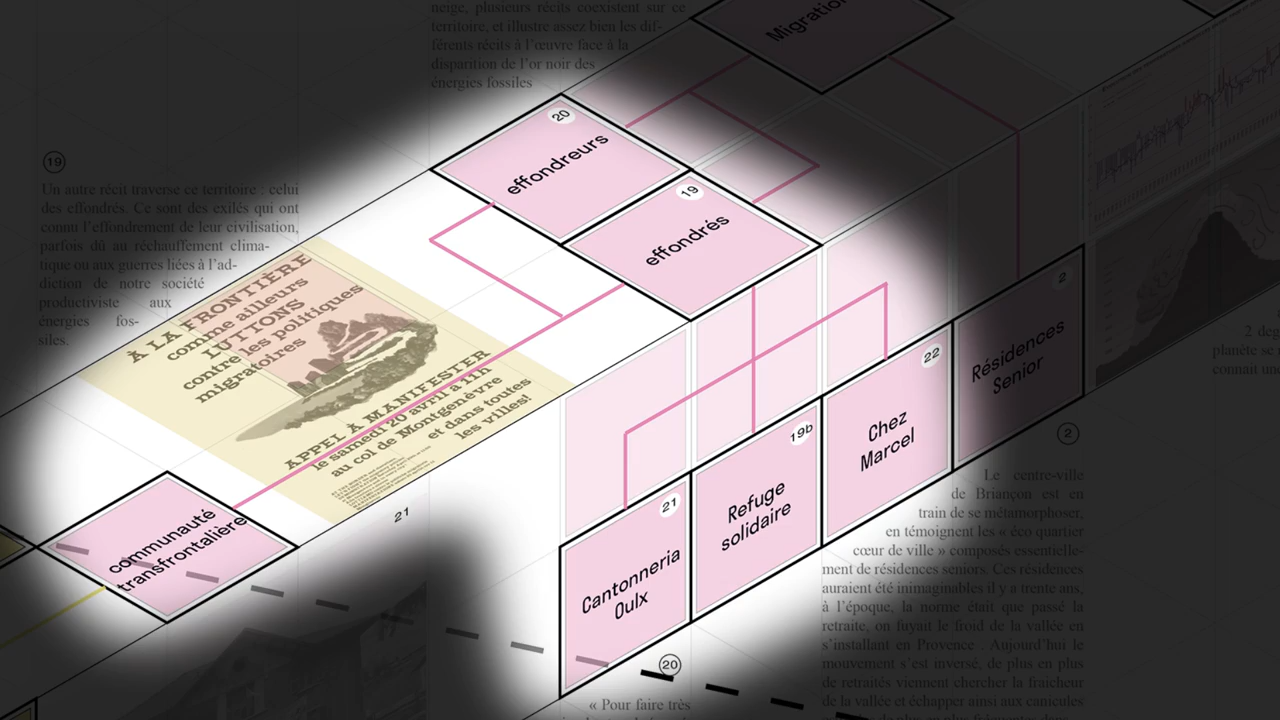 neige, plusieurs récits coexistent sur ce
territoire, et illustre assez bien les dif-
férents récits à l'œuvre face à la
disparition de l'or noir des
énergies fossiles
Migration
20
effondreurs
19
effondrés
19
Un autre récit traverse ce territoire : celui
des effondrés. Ce sont des exilés qui ont
connu l'effondrement de leur civilisation,
parfois dû au réchauffement clima-
tique ou aux guerres liées à l'ad-
diction de notre société
productiviste aux
énergies fos-
siles.
À LA FRONTIÈRE
comme ailleurs
LUTTONS
contre les politiques
migratoires
APPEL À MANIFESTER
le samedi 20 avril à 11h
au col de Montgenèvre
et dans toutes
les villes!
21
communauté
transfrontalière
21
Cantonneria
Oulx
19b
Refuge
solidaire
22
Chez
Marcel
2
Résidences
Senior
2
Le centre-ville
de Briançon est en
train de se métamorphoser,
en témoignent les « éco quartier
cœur de ville » composés essentielle-
ment de résidences seniors. Ces résidences
auraient été inimaginables il y a trente ans,
à l'époque, la norme était que passé la
retraite, on fuyait le froid de la vallée en
s'installant en Provence . Aujourd'hui le
mouvement s'est inversé, de plus en plus
de retraités viennent chercher la fraicheur
de la vallée et échapper ainsi aux canicules
20
« Pour faire très
2 deg
planète se
connait une